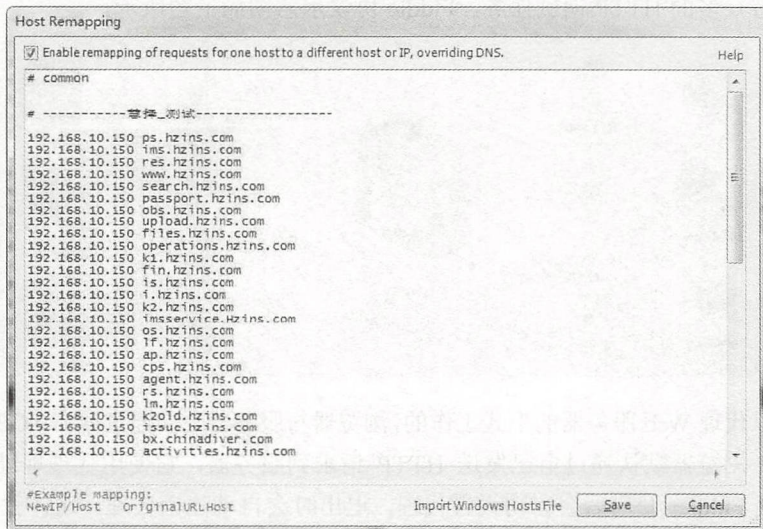 Host Remapping
Enable remapping of requests for one host to a different host or IP, overriding DNS.
Help
# common
# --------------慧择_测试--------------------
192.168.10.150 ps.hzins.com
192.168.10.150 ims.hzins.com
192.168.10.150 res.hzins.com
192.168.10.150 www.hzins.com
192.168.10.150 search.hzins.com
192.168.10.150 passport.hzins.com
192.168.10.150 obs.hzins.com
192.168.10.150 upload.hzins.com
192.168.10.150 files.hzins.com
192.168.10.150 operations.hzins.com
192.168.10.150 k1.hzins.com
192.168.10.150 fin.hzins.com
192.168.10.150 is.hzins.com
192.168.10.150 i.hzins.com
192.168.10.150 k2.hzins.com
192.168.10.150 imsservice.Hzins.com
192.168.10.150 os.hzins.com
192.168.10.150 lf.hzins.com
192.168.10.150 ap.hzins.com
192.168.10.150 cps.hzins.com
192.168.10.150 agent.hzins.com
192.168.10.150 rs.hzins.com
192.168.10.150 lm.hzins.com
192.168.10.150 k2old.hzins.com
192.168.10.150 issue.hzins.com
192.168.10.150 bx.chinadiver.com
192.168.10.150 activities.hzins.com
#Example mapping:
NewIP/Host OriginalURLHost
Import Windows Hosts File
Save
Cancel